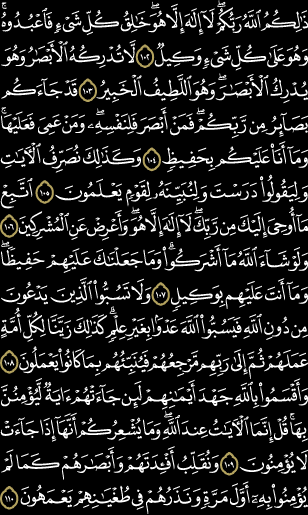 ذَٰلِكُمُ ٱللَّهُ رَبُّكُمْ ۖ لَآ إِلَٰهَ إِلَّا هُوَ ۖ خَٰلِقُ كُلِّ شَىْءٍ فَٱعْبُدُوهُ ۚ
وَهُوَ عَلَىٰ كُلِّ شَىْءٍ وَكِيلٌ ١٠٢ لَّا تُدْرِكُهُ ٱلْأَبْصَٰرُ وَهُوَ
يُدْرِكُ ٱلْأَبْصَٰرَ ۖ وَهُوَ ٱللَّطِيفُ ٱلْخَبِيرُ ١٠٣ قَدْ جَآءَكُم
بَصَآئِرُ مِن رَّبِّكُمْ ۖ فَمَنْ أَبْصَرَ فَلِنَفْسِهِۦ ۖ وَمَنْ عَمِىَ فَعَلَيْهَا ۚ
وَمَآ أَنَا۠ عَلَيْكُم بِحَفِيظٍ ١٠٤ وَكَذَٰلِكَ نُصَرِّفُ ٱلْءَايَٰتِ
وَلِيَقُولُوا۟ دَرَسْتَ وَلِنُبَيِّنَهُۥ لِقَوْمٍ يَعْلَمُونَ ١٠٥ ٱتَّبِعْ
مَآ أُوحِىَ إِلَيْكَ مِن رَّبِّكَ ۖ لَآ إِلَٰهَ إِلَّا هُوَ ۖ وَأَعْرِضْ عَنِ ٱلْمُشْرِكِينَ ١٠٦
وَلَوْ شَآءَ ٱللَّهُ مَآ أَشْرَكُوا۟ ۗ وَمَا جَعَلْنَٰكَ عَلَيْهِمْ حَفِيظًا ۖ
وَمَآ أَنتَ عَلَيْهِم بِوَكِيلٍ ١٠٧ وَلَا تَسُبُّوا۟ ٱلَّذِينَ يَدْعُونَ
مِن دُونِ ٱللَّهِ فَيَسُبُّوا۟ ٱللَّهَ عَدْوًۢا بِغَيْرِ عِلْمٍ ۗ كَذَٰلِكَ زَيَّنَّا لِكُلِّ أُمَّةٍ
عَمَلَهُمْ ثُمَّ إِلَىٰ رَبِّهِم مَّرْجِعُهُمْ فَيُنَبِّئُهُم بِمَا كَانُوا۟ يَعْمَلُونَ ١٠٨
وَأَقْسَمُوا۟ بِٱللَّهِ جَهْدَ أَيْمَٰنِهِمْ لَئِن جَآءَتْهُمْ ءَايَةٌ لَّيُؤْمِنُنَّ
بِهَا ۚ قُلْ إِنَّمَا ٱلْءَايَٰتُ عِندَ ٱللَّهِ ۖ وَمَا يُشْعِرُكُمْ أَنَّهَآ إِذَا جَآءَتْ
لَا يُؤْمِنُونَ ١٠٩ وَنُقَلِّبُ أَفْـِٔدَتَهُمْ وَأَبْصَٰرَهُمْ كَمَا لَمْ
يُؤْمِنُوا۟ بِهِۦٓ أَوَّلَ مَرَّةٍ وَنَذَرُهُمْ فِى طُغْيَٰنِهِمْ يَعْمَهُونَ ١١٠